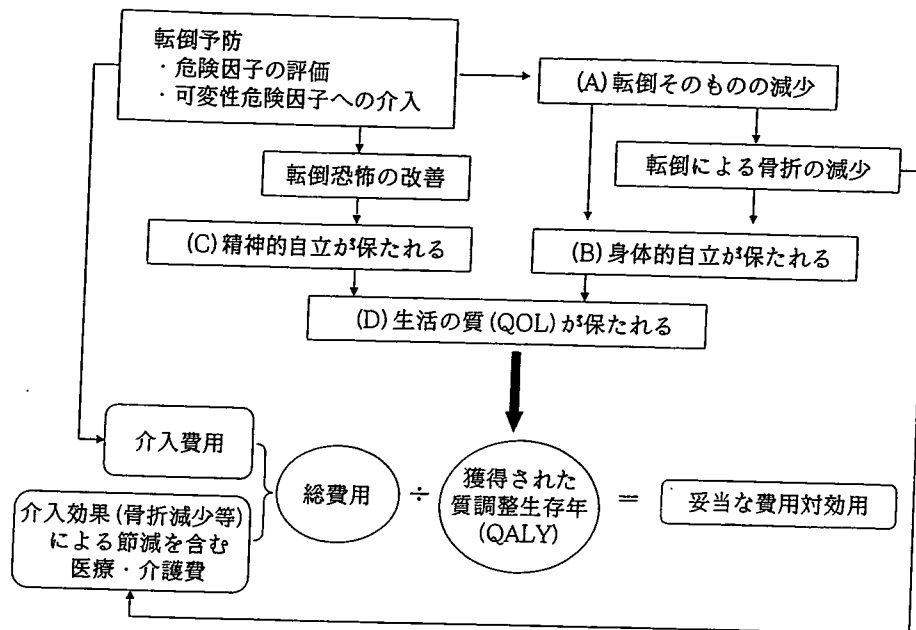 転倒予防
・危険因子の評価
・可変性危険因子への介入
(A)転倒そのものの減少
転倒恐怖の改善
転倒による骨折の減少
(C)精神的自立が保たれる
(B)身体的自立が保たれる
(D)生活の質(QOL)が保たれる
介入費用
介入効果(骨折減少等)
による節減を含む
医療・介護費
総費用
÷
獲得された
質調整生存年
(QALY)
=
妥当な費用対効用